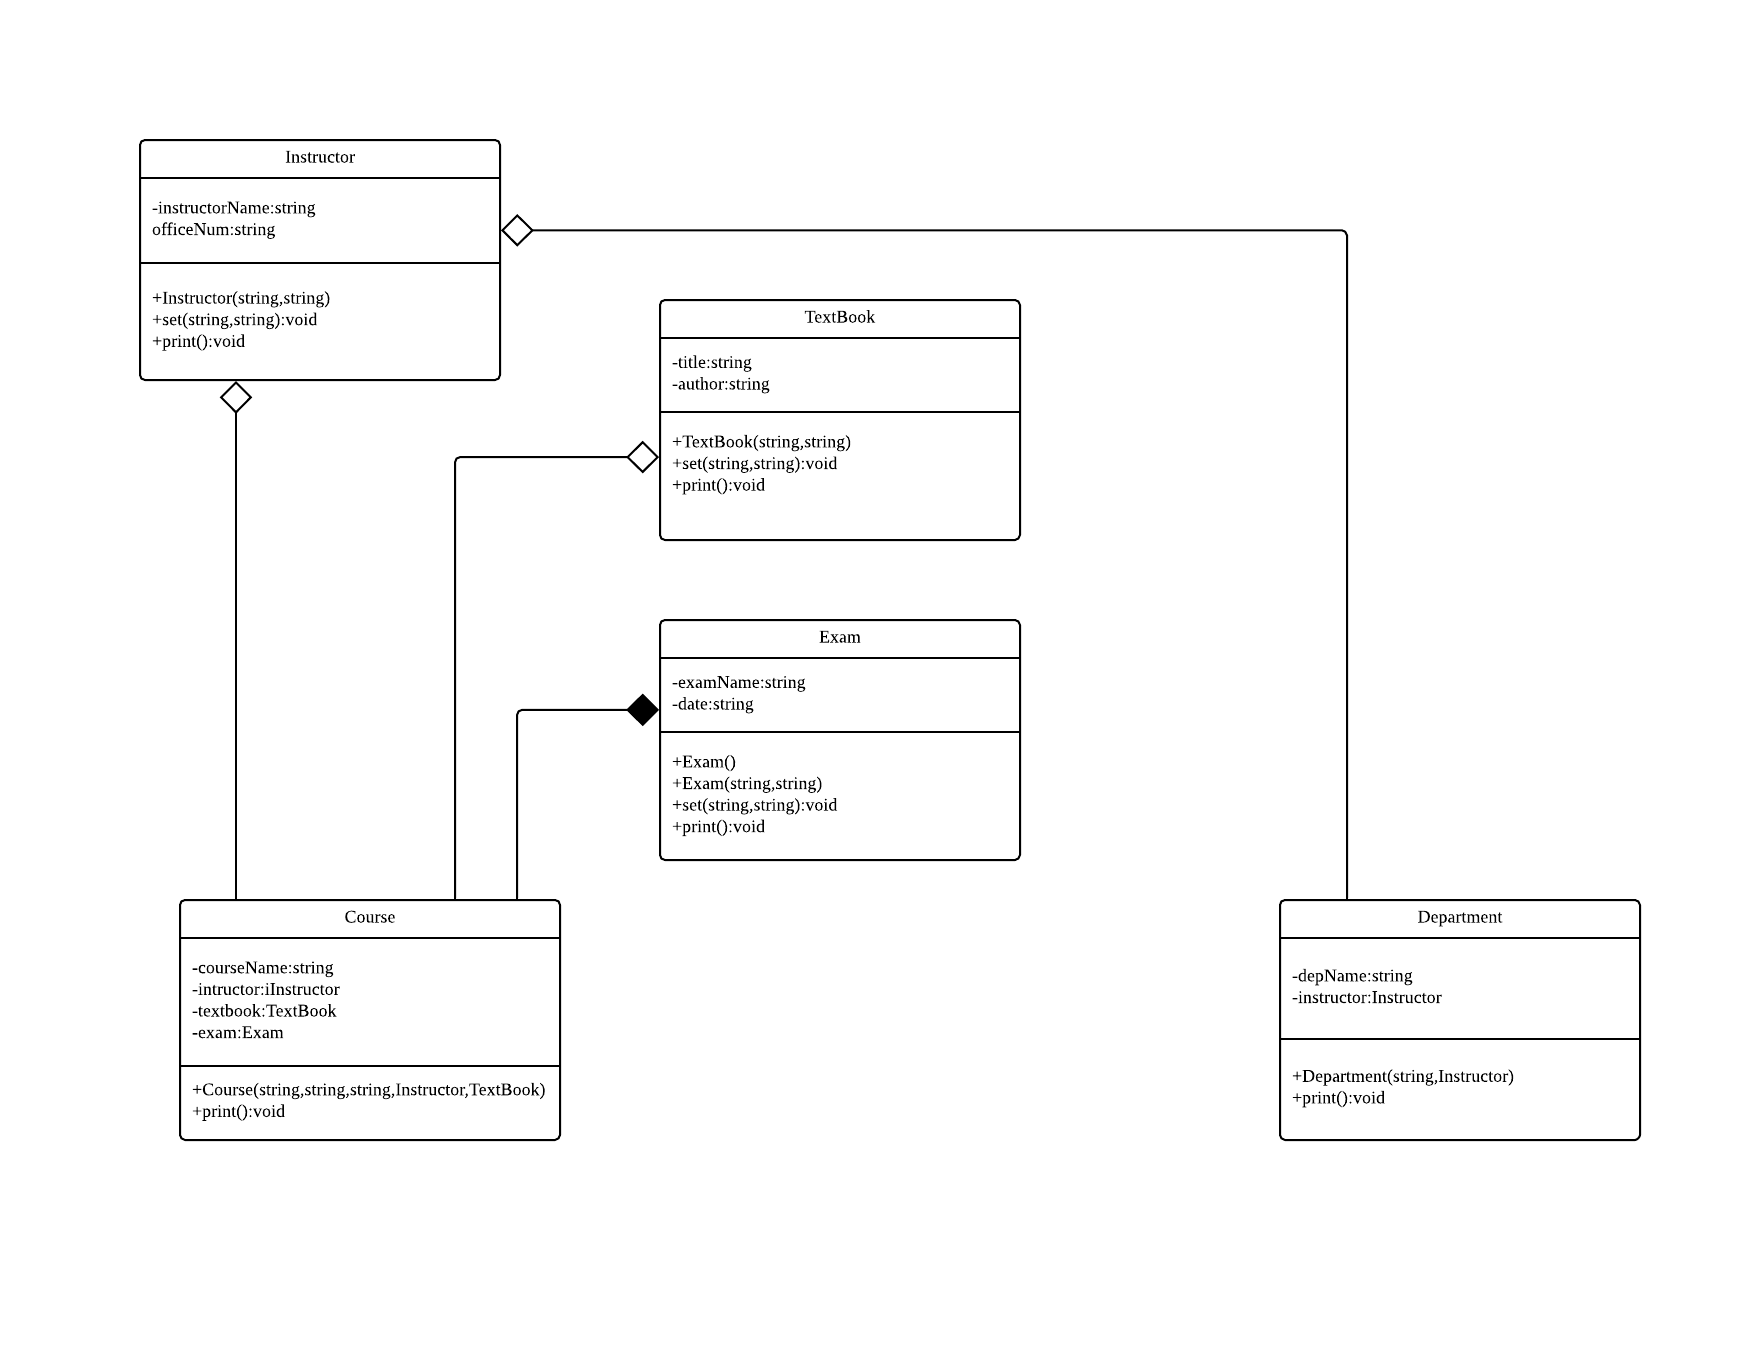 Instructor
-instructorName:string
officeNum:string
+Instructor(string,string)
+set(string,string):void
+print():void
TextBook
-title:string
-author:string
+TextBook(string,string)
+set(string,string):void
+print():void
Exam
-examName:string
-date:string
+Exam()
+Exam(string,string)
+set(string,string):void
+print():void
Course
-courseName:string
-intructor:iInstructor
-textbook:TextBook
-exam:Exam
+Course(string,string,string,Instructor,TextBook)
+print():void
Department
-depName:string
-instructor:Instructor
+Department(string,Instructor)
+print():void